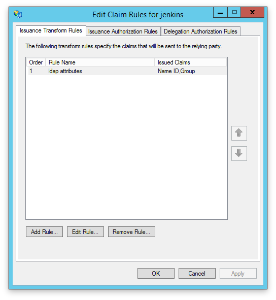 Edit Claim Rules for jenkins
Issuance Transform Rules Issuance Authorization Rules Delegation Authorization Rules
The following transform rules specify the claims that will be sent to the relying party.
Order Rule Name Issued Claims
1 ldap attributes Name ID,Group
Add Rule... Edit Rule... Remove Rule...
OK Cancel Apply